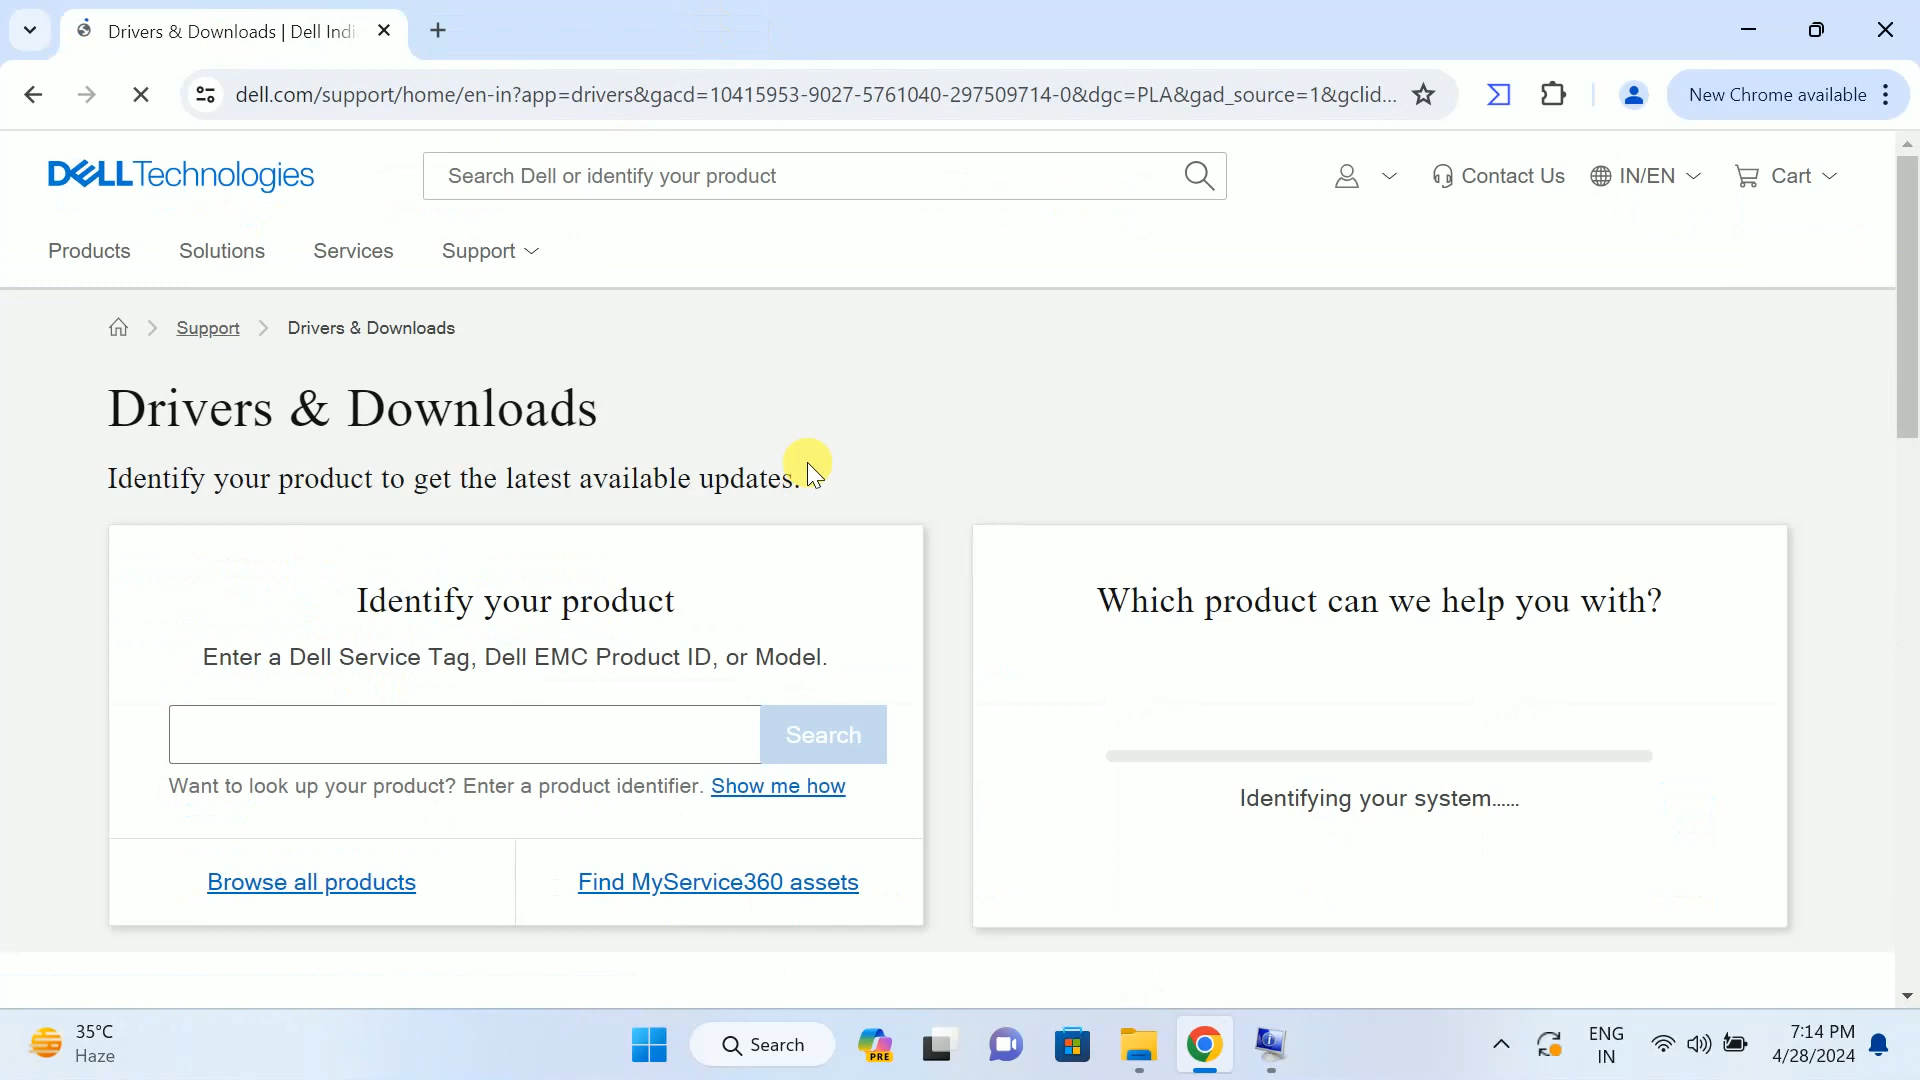 Drivers & Downloads | Dell Indi
dell.com/support/home/en-in?app=drivers&gacd=10415953-9027-5761040-297509714-0&dgc=PLA&gad_source=1&gclid...
New Chrome available
DELLTechnologies
Search Dell or identify your product
Contact Us
IN/EN
Cart
Products
Solutions
Services
Support
Support
Drivers & Downloads
Drivers & Downloads
Identify your product to get the latest available updates.
Identify your product
Enter a Dell Service Tag, Dell EMC Product ID, or Model.
Search
Want to look up your product? Enter a product identifier. Show me how
Browse all products
Find MyService360 assets
Which product can we help you with?
Identifying your system......
35°C
Haze
Search
PRE
ENG
IN
7:14 PM
4/28/2024